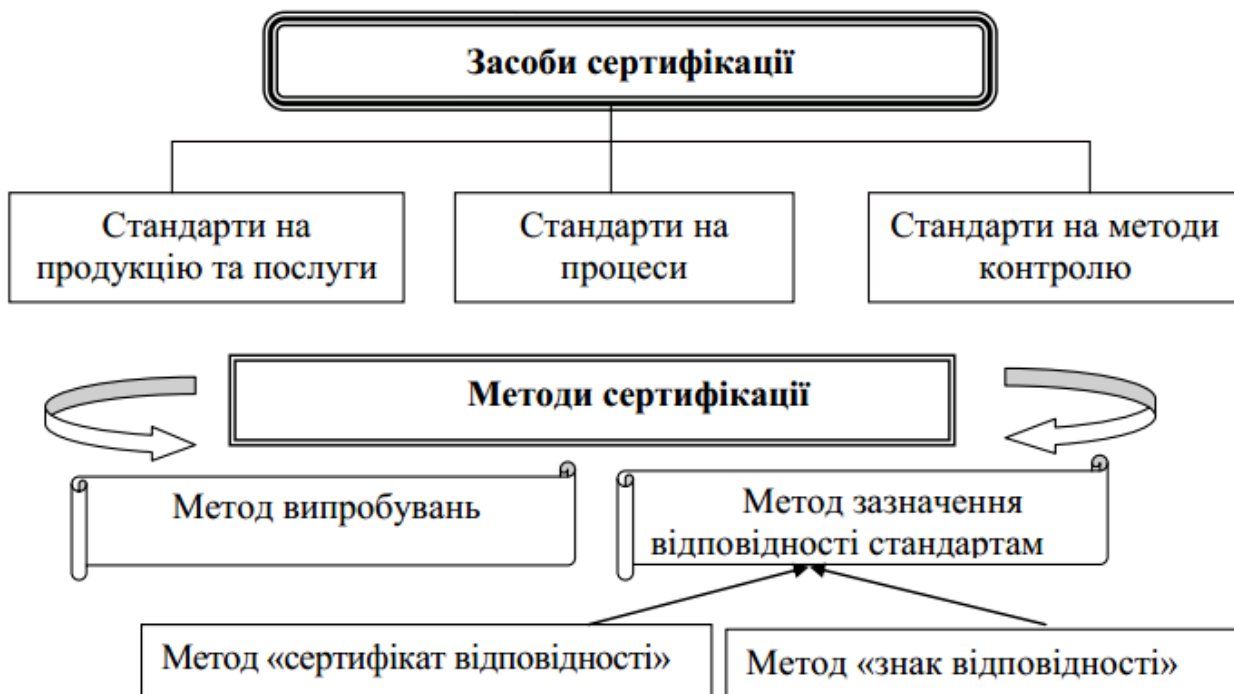 Засоби сертифікації
Стандарти на
продукцію та послуги
Стандарти на
процеси
Стандарти на методи
контролю
Методи сертифікації
Метод випробувань
Метод зазначення
відповідності стандартам
Метод «сертифікат відповідності»
Метод «знак відповідності»